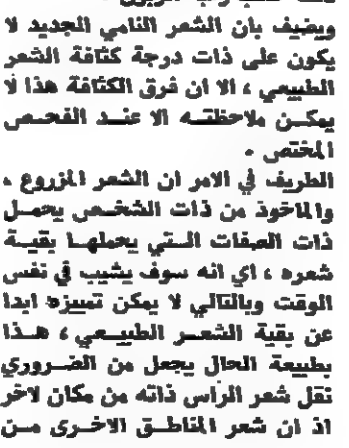 ويضيف بان الشعر النامي الجديد لا
يكون على ذات درجة كثافة الشعر
الطبيعي ، الا ان فرق الكثافة هذا لا
يمكن ملاحظته الا عند الفحص
المختص .
الطريف في الامر ان الشعر المزروع ،
والماخوذ من ذات الشخص يحمل
ذات الصفات التي يحملها بقية
شعره ، اي انه سوف يشيب في نفس
الوقت وبالتالي لا يمكن تمييزه ابدا
عن بقية الشعر الطبيعي ، هذا
بطبيعة الحال يجعل من الضروري
نقل شعر الراس ذاته من مكان لاخر
اذ ان شعر المناطق الاخرى من